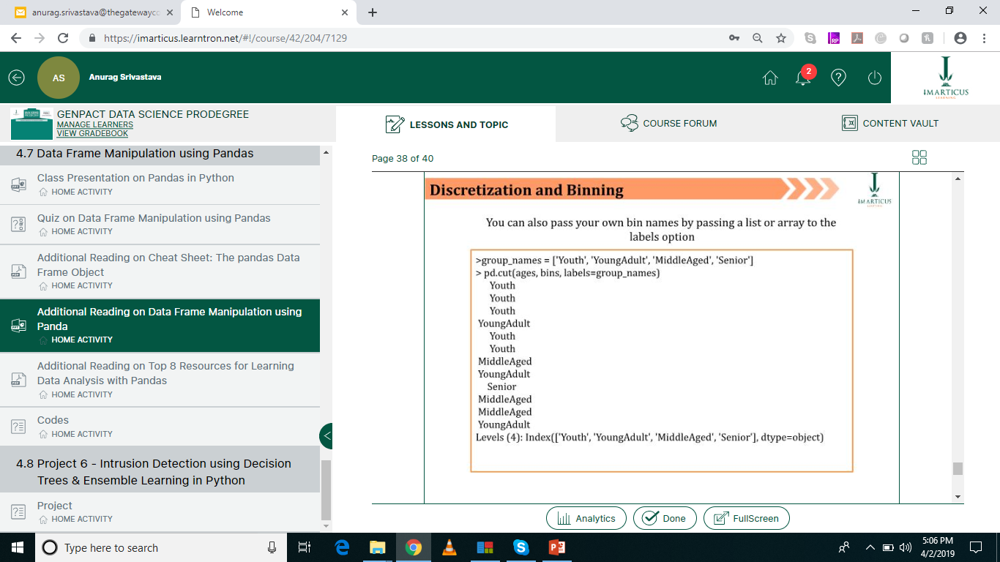 anurag.srivastava@thegatewayco
Welcome
https://imarticus.learntron.net/#!/course/42/204/7129
AS
Anurag Srivastava
2
IMARTICUS
LEARNING
GENPACT DATA SCIENCE PRODEGREE
MANAGE LEARNERS
VIEW GRADEBOOK
LESSONS AND TOPIC
COURSE FORUM
CONTENT VAULT
4.7 Data Frame Manipulation using Pandas
Class Presentation on Pandas in Python
HOME ACTIVITY
Quiz on Data Frame Manipulation using Pandas
HOME ACTIVITY
Additional Reading on Cheat Sheet: The pandas Data
Frame Object
HOME ACTIVITY
Additional Reading on Data Frame Manipulation using
Panda
HOME ACTIVITY
Additional Reading on Top 8 Resources for Learning
Data Analysis with Pandas
HOME ACTIVITY
Codes
HOME ACTIVITY
4.8 Project 6 - Intrusion Detection using Decision
Trees & Ensemble Learning in Python
Project
HOME ACTIVITY
Page 38 of 40
Discretization and Binning
IMARTICUS
You can also pass your own bin names by passing a list or array to the
labels option
>group_names = ['Youth', 'YoungAdult', 'MiddleAged', 'Senior']
> pd.cut(ages, bins, labels=group_names)
Youth
Youth
Youth
YoungAdult
Youth
Youth
MiddleAged
YoungAdult
Senior
MiddleAged
MiddleAged
YoungAdult
Levels (4): Index(['Youth', 'YoungAdult', 'MiddleAged', 'Senior'], dtype=object)
Analytics
Done
FullScreen
Type here to search
5:06 PM
4/2/2019